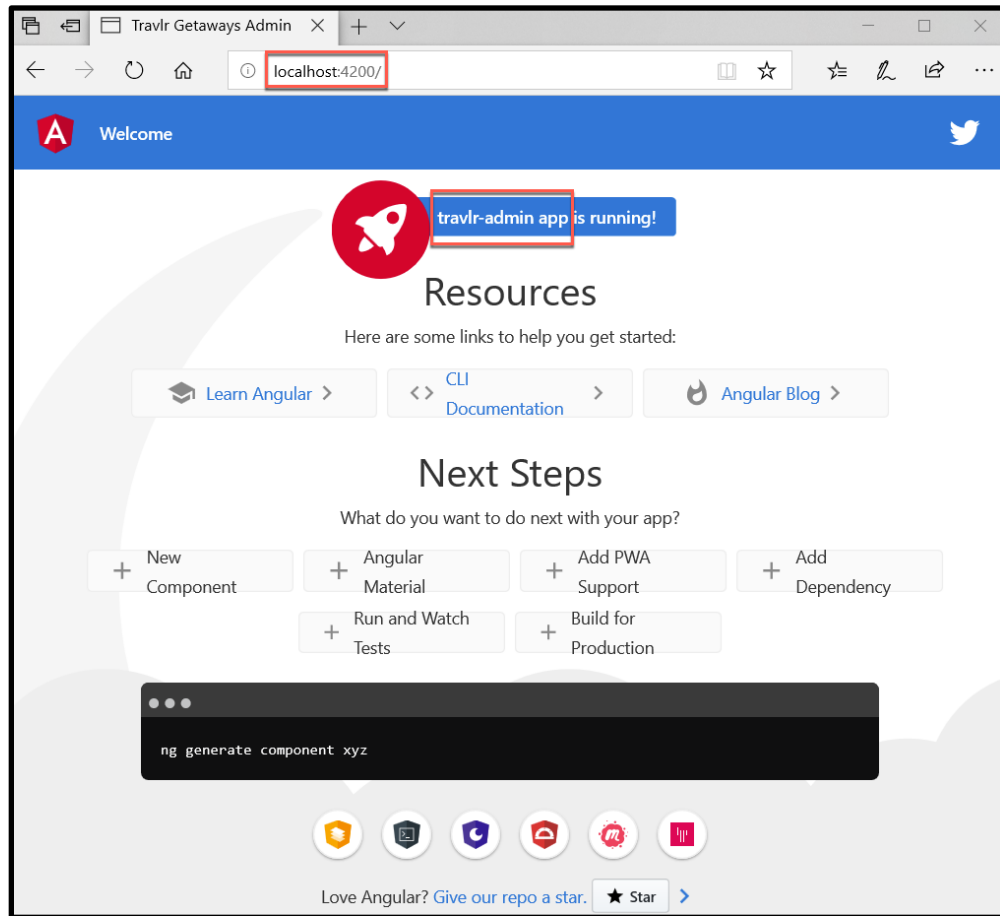 Travlr Getaways Admin
localhost:4200/
A
Welcome
travlr-admin app is running!
Resources
Here are some links to help you get started:
Learn Angular
CLI
Documentation
Angular Blog
Next Steps
What do you want to do next with your app?
New
Component
Angular
Material
Add PWA
Support
Add
Dependency
Run and Watch
Tests
Build for
Production
ng generate component xyz
m
Love Angular? Give our repo a star. Star